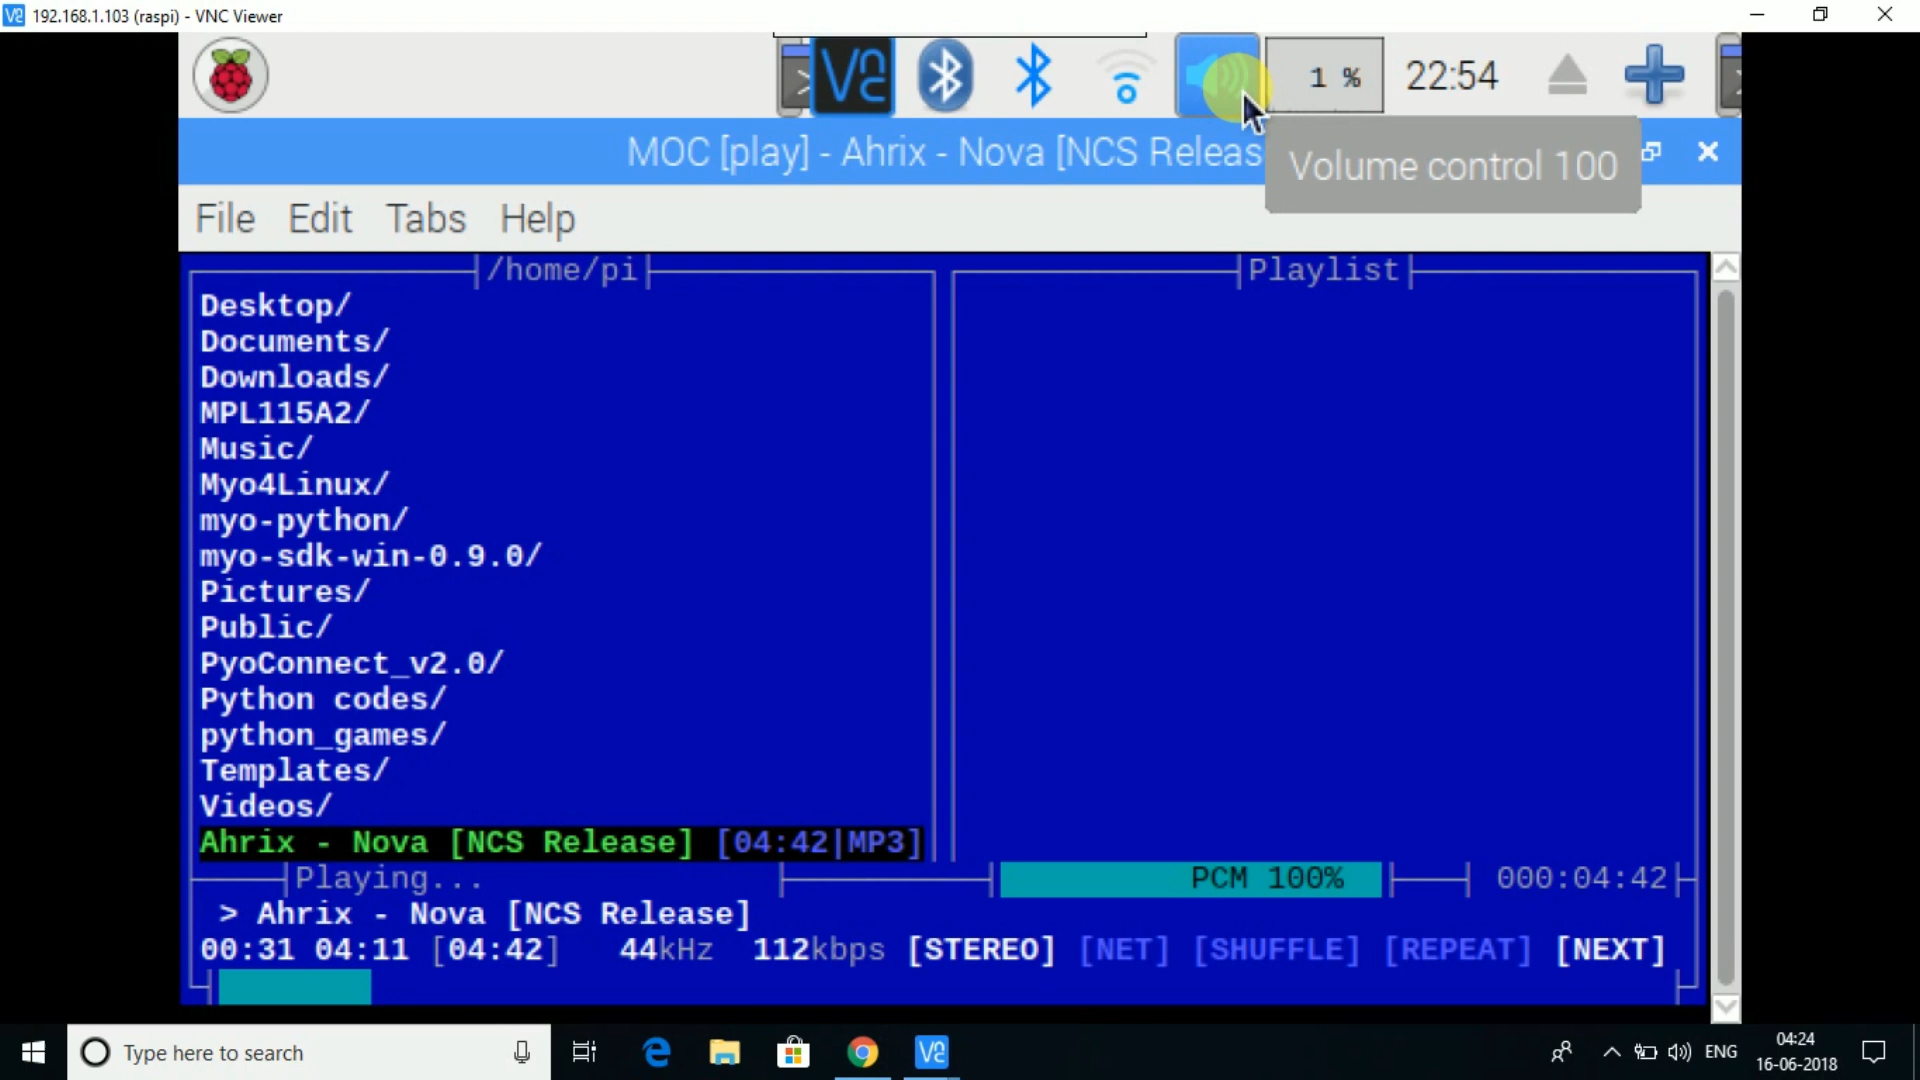 192.168.1.103 (raspi) - VNC Viewer
1 %
22:54
MOC [play] - Ahrix - Nova [NCS Releas
Volume control 100
File Edit Tabs Help
/home/pi
Playlist
Desktop/
Documents/
Downloads/
MPL115A2/
Music/
Myo4Linux/
myo-python/
myo-sdk-win-0.9.0/
Pictures/
Public/
PyoConnect_v2.0/
Python codes/
python_games/
Templates/
Videos/
Ahrix - Nova [NCS Release] [04:42|MP3]
Playing...
PCM 100%
000:04:42
> Ahrix - Nova [NCS Release]
00:31 04:11 [04:42] 44kHz 112kbps [STEREO] [NET] [SHUFFLE] [REPEAT] [NEXT]
Type here to search
ENG
04:24
16-06-2018